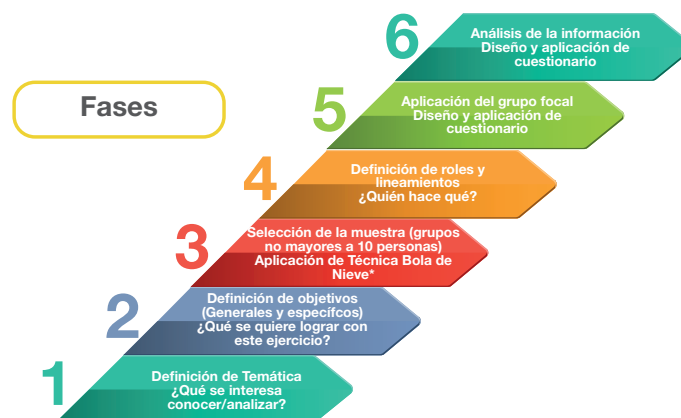 6
Análisis de la información
Diseño y aplicación de
cuestionario
Fases
5
Aplicación del grupo focal
Diseño y aplicación de
cuestionario
4
Definición de roles y
lineamientos
¿Quién hace qué?
3
Selección de la muestra (grupos
no mayores a 10 personas)
Aplicación de Técnica Bola de
Nieve*
2
Definición de objetivos
(Generales y específcos)
¿Qué se quiere lograr con
este ejercicio?
1
Definición de Temática
¿Qué se interesa
conocer/analizar?